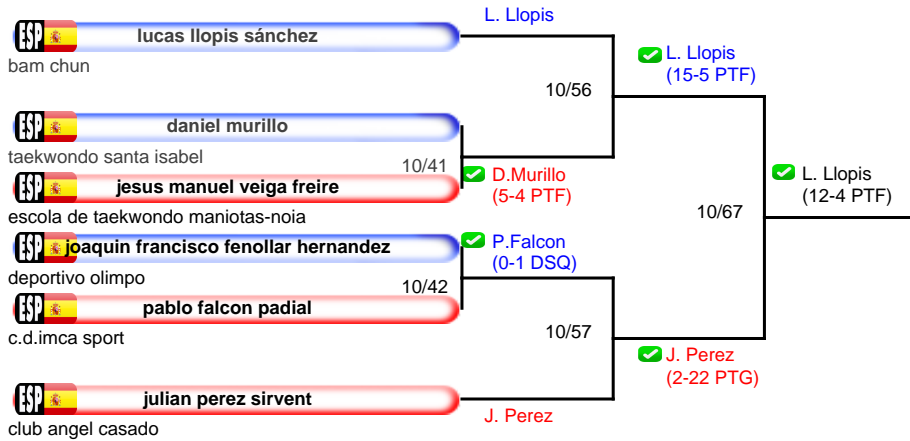 L. Llopis
ESP lucas llopis sánchez
bam chun
L. Llopis
(15-5 PTF)
10/56
ESP daniel murillo
taekwondo santa isabel
10/41
D.Murillo
(5-4 PTF)
ESP jesus manuel veiga freire
escola de taekwondo maniotas-noia
L. Llopis
(12-4 PTF)
10/67
ESP joaquin francisco fenollar hernandez
deportivo olimpo
P.Falcon
(0-1 DSQ)
10/42
ESP pablo falcon padial
c.d.imca sport
10/57
J. Perez
(2-22 PTG)
ESP julian perez sirvent
club angel casado
J. Perez